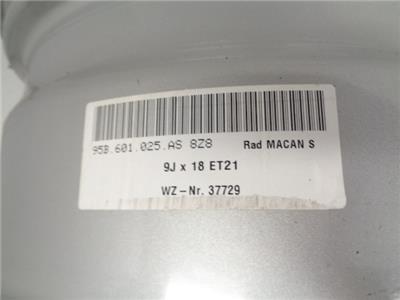 95B.601.025.AS 8Z8 Rad MACAN S
9J x 18 ET21
WZ-Nr. 37729